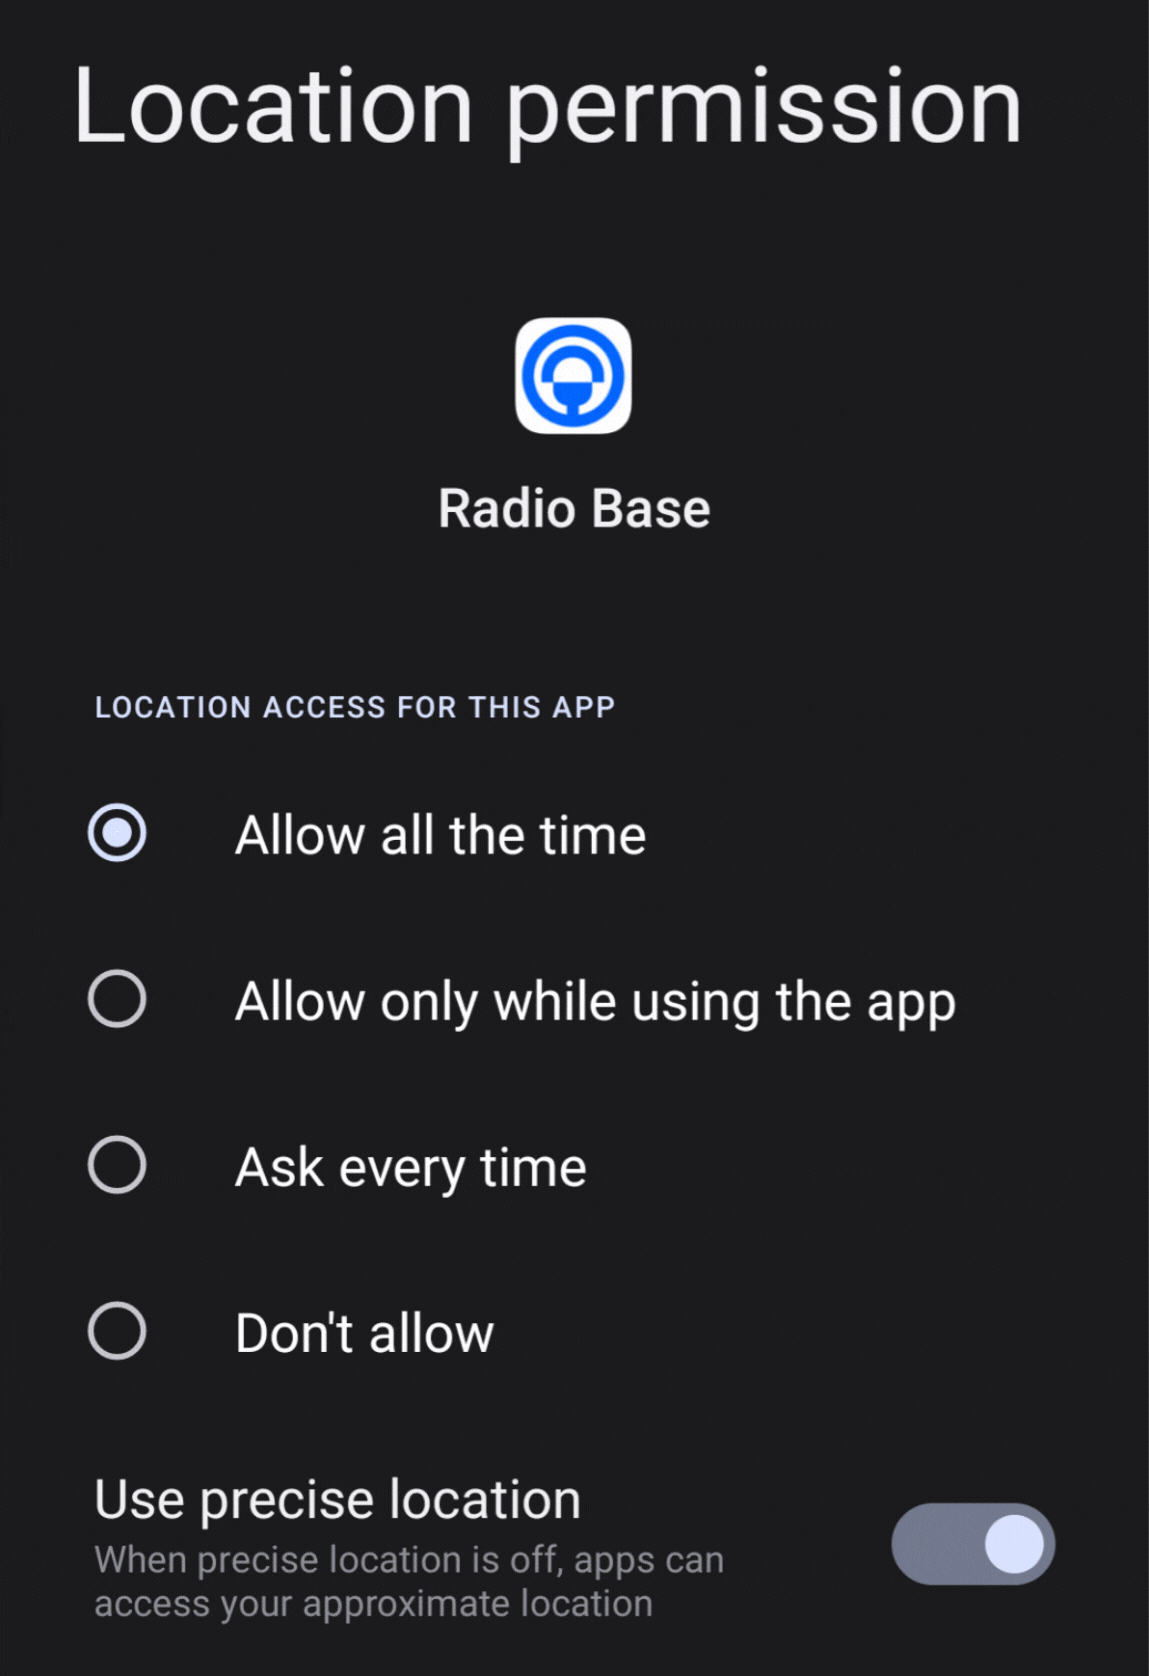 Location permission
Radio Base
LOCATION ACCESS FOR THIS APP
Allow all the time
Allow only while using the app
Ask every time
Don't allow
Use precise location
When precise location is off, apps can
access your approximate location